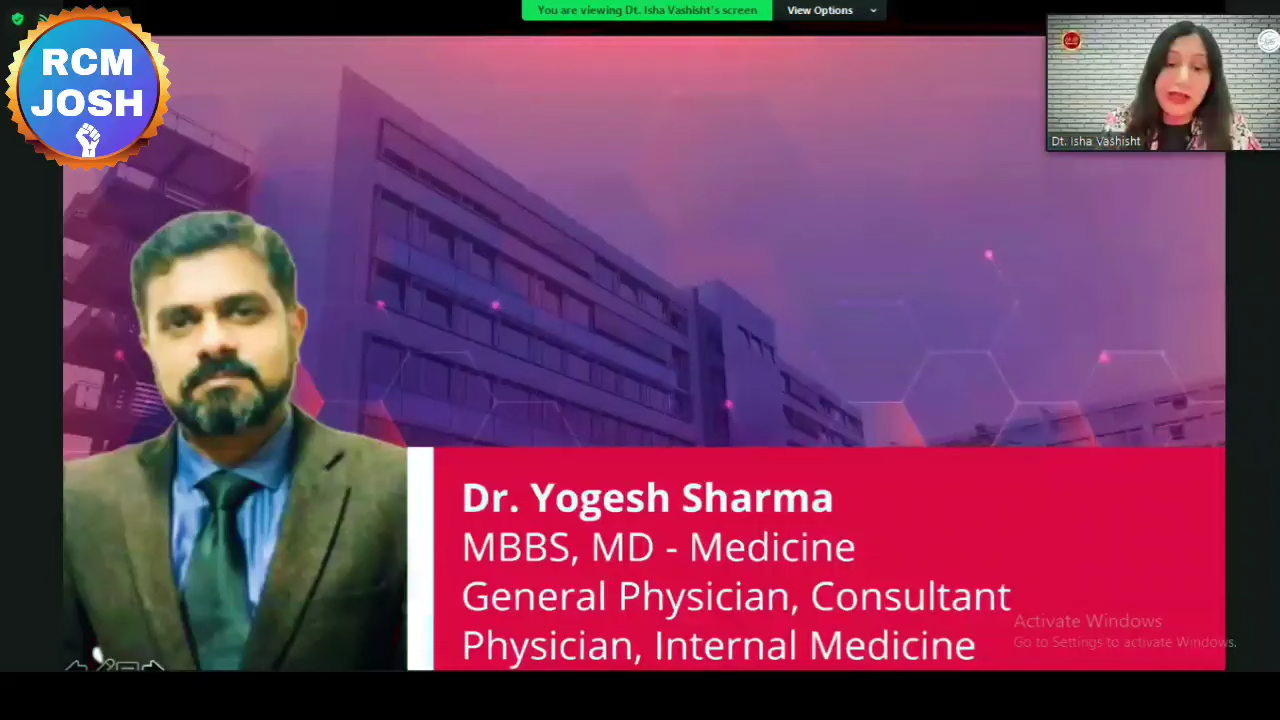 You are viewing Dt. Isha Vashisht's screen
View Options
RCM
JOSH
Dt. Isha Vashisht
Dr. Yogesh Sharma
MBBS, MD - Medicine
General Physician, Consultant
Physician, Internal Medicine
Activate Windows
Go to Settings to activate Windows.